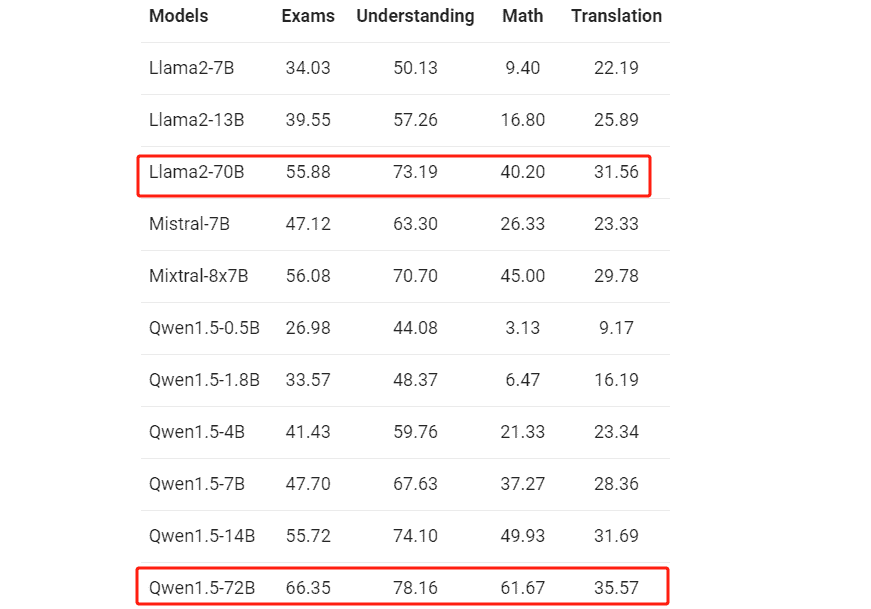 Models Exams Understanding Math Translation
Llama2-7B 34.03 50.13 9.40 22.19
Llama2-13B 39.55 57.26 16.80 25.89
Llama2-70B 55.88 73.19 40.20 31.56
Mistral-7B 47.12 63.30 26.33 23.33
Mixtral-8x7B 56.08 70.70 45.00 29.78
Qwen1.5-0.5B 26.98 44.08 3.13 9.17
Qwen1.5-1.8B 33.57 48.37 6.47 16.19
Qwen1.5-4B 41.43 59.76 21.33 23.34
Qwen1.5-7B 47.70 67.63 37.27 28.36
Qwen1.5-14B 55.72 74.10 49.93 31.69
Qwen1.5-72B 66.35 78.16 61.67 35.57